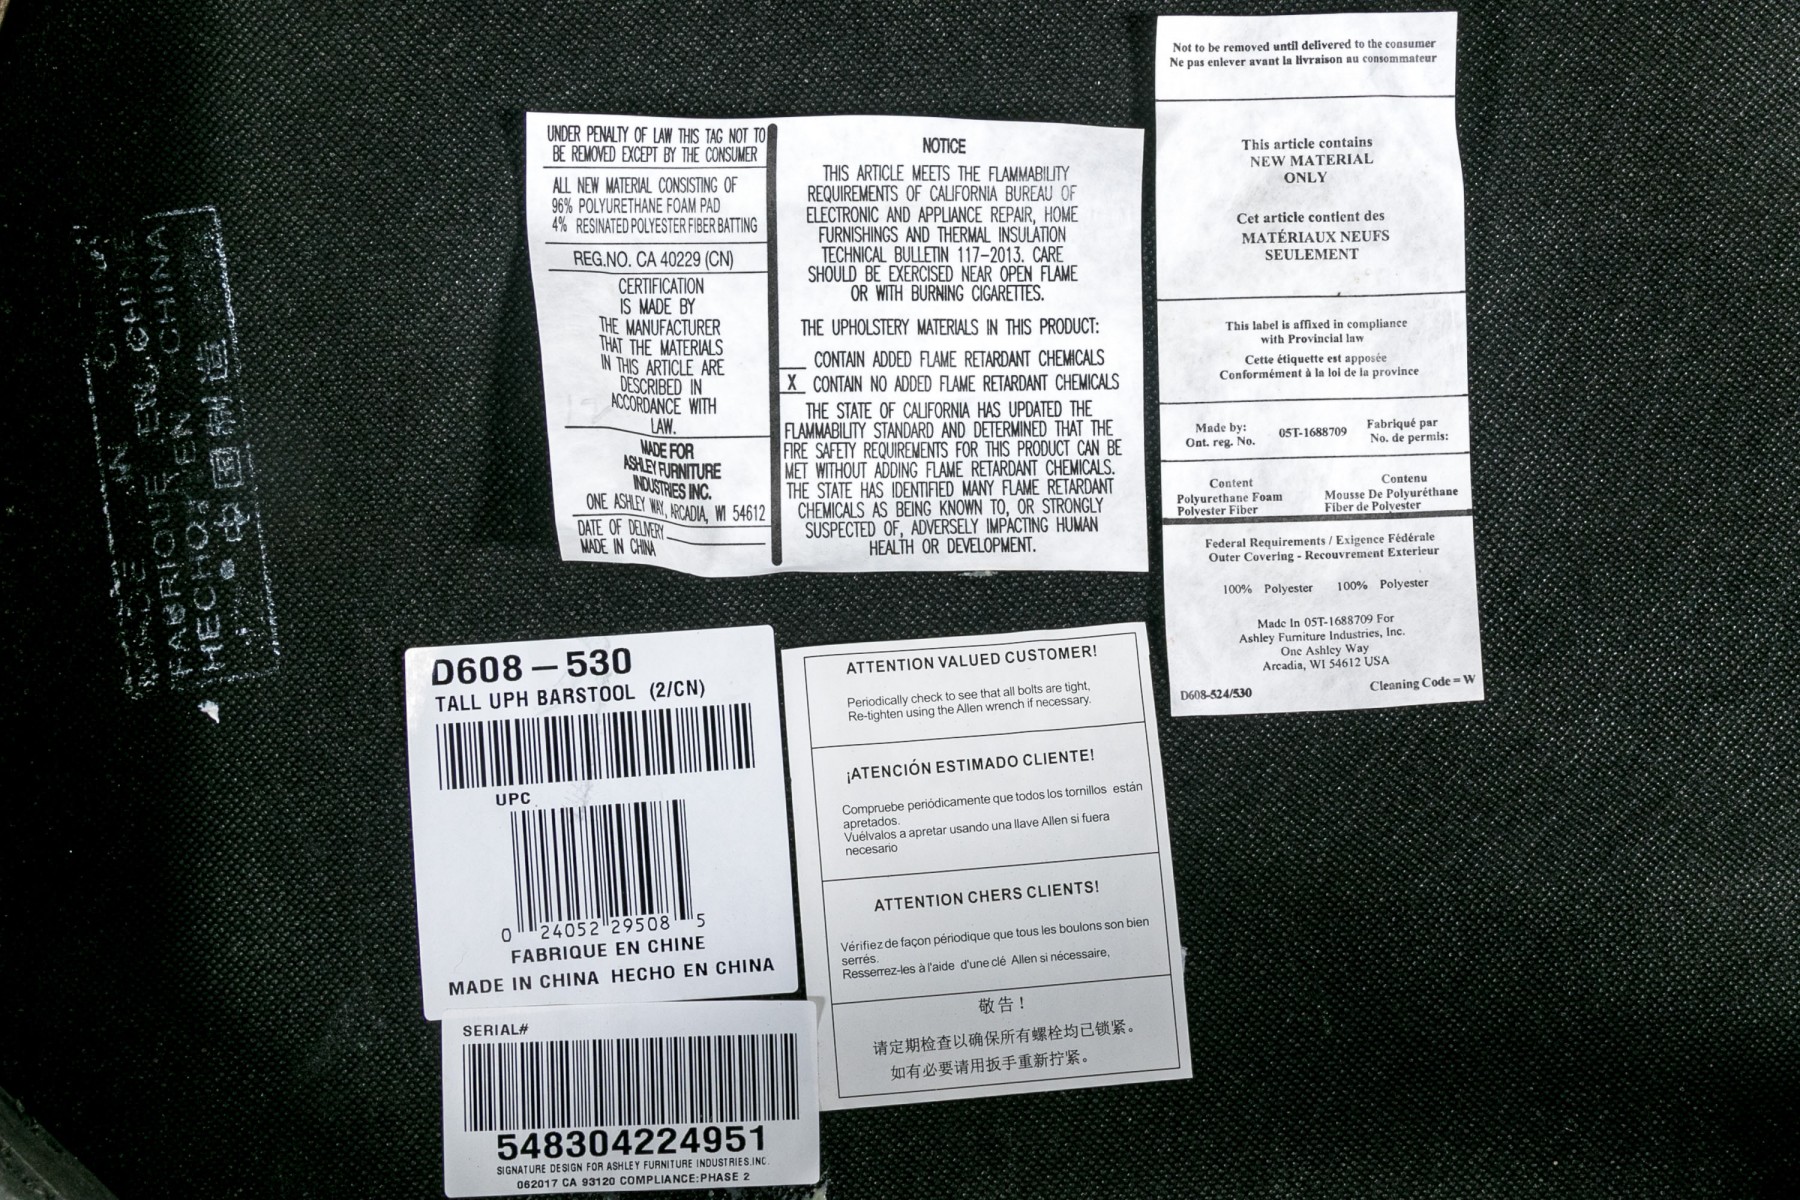 MADE IN CHINA
FABRIQUE EN CHINE
HECHO EN CHINA
中国制造
UNDER PENALTY OF LAW THIS TAG NOT TO
BE REMOVED EXCEPT BY THE CONSUMER
ALL NEW MATERIAL CONSISTING OF
96% POLYURETHANE FOAM PAD
4% RESINATED POLYESTER FIBER BATTING
REG.NO. CA 40229 (CN)
CERTIFICATION
IS MADE BY
THE MANUFACTURER
THAT THE MATERIALS
IN THIS ARTICLE ARE
DESCRIBED IN
ACCORDANCE WITH
LAW.
MADE FOR
ASHLEY FURNITURE
INDUSTRIES INC.
ONE ASHLEY WAY, ARCADIA, WI 54612
DATE OF DELIVERY
MADE IN CHINA
NOTICE
THIS ARTICLE MEETS THE FLAMMABILITY
REQUIREMENTS OF CALIFORNIA BUREAU OF
ELECTRONIC AND APPLIANCE REPAIR, HOME
FURNISHINGS AND THERMAL INSULATION
TECHNICAL BULLETIN 117-2013. CARE
SHOULD BE EXERCISED NEAR OPEN FLAME
OR WITH BURNING CIGARETTES.
THE UPHOLSTERY MATERIALS IN THIS PRODUCT:
CONTAIN ADDED FLAME RETARDANT CHEMICALS
X CONTAIN NO ADDED FLAME RETARDANT CHEMICALS
THE STATE OF CALIFORNIA HAS UPDATED THE
FLAMMABILITY STANDARD AND DETERMINED THAT THE
FIRE SAFETY REQUIREMENTS FOR THIS PRODUCT CAN BE
MET WITHOUT ADDING FLAME RETARDANT CHEMICALS.
THE STATE HAS IDENTIFIED MANY FLAME RETARDANT
CHEMICALS AS BEING KNOWN TO, OR STRONGLY
SUSPECTED OF, ADVERSELY IMPACTING HUMAN
HEALTH OR DEVELOPMENT.
Not to be removed until delivered to the consumer
Ne pas enlever avant la livraison au consommateur
This article contains
NEW MATERIAL
ONLY
Cet article contient des
MATÉRIAUX NEUFS
SEULEMENT
This label is affixed in compliance
with Provincial law
Cette étiquette est apposée
Conformément à la loi de la province
Made by: Fabriqué par
Ont. reg. No. 05T-1688709 No. de permis:
Content Contenu
Polyurethane Foam Mousse De Polyuréthane
Polyester Fiber Fiber de Polyester
Federal Requirements / Exigence Fédérale
Outer Covering - Recouvrement Exterieur
100% Polyester 100% Polyester
Made In 05T-1688709 For
Ashley Furniture Industries, Inc.
One Ashley Way
Arcadia, WI 54612 USA
D608-524/530 Cleaning Code = W
D608 – 530
TALL UPH BARSTOOL (2/CN)
UPC
0 24052 29508 5
FABRIQUE EN CHINE
MADE IN CHINA HECHO EN CHINA
SERIAL#
548304224951
SIGNATURE DESIGN FOR ASHLEY FURNITURE INDUSTRIES.INC.
062017 CA 93120 COMPLIANCE:PHASE 2
ATTENTION VALUED CUSTOMER!
Periodically check to see that all bolts are tight,
Re-tighten using the Allen wrench if necessary.
¡ATENCIÓN ESTIMADO CLIENTE!
Compruebe periódicamente que todos los tornillos están
apretados.
Vuélvalos a apretar usando una llave Allen si fuera
necesario
ATTENTION CHERS CLIENTS!
Vérifiez de façon périodique que tous les boulons son bien
serrés.
Resserrez-les à l'aide d'une clé Allen si nécessaire,
敬告！
请定期检查以确保所有螺栓均已锁紧。
如有必要请用扳手重新拧紧。